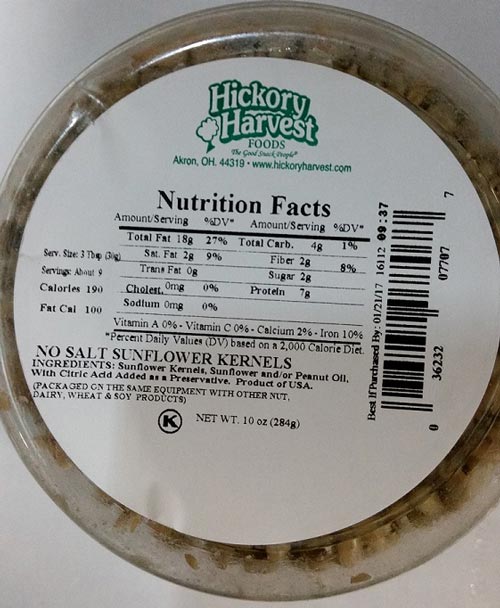 Hickory
Harvest
FOODS
The Good Snack People®
Akron, OH. 44319 • www.hickoryharvest.com
Nutrition Facts
Amount/Serving %DV* Amount/Serving %DV*
Total Fat 18g 27% Total Carb. 4g 1%
Serv. Size: 3 Tbsp (30g) Sat. Fat 2g 9% Fiber 2g 8%
Servings: About 9 Trans Fat 0g Sugar 2g
Calories 190 Cholest. 0mg 0% Protein 7g
Fat Cal 100 Sodium 0mg 0%
Vitamin A 0% - Vitamin C 0% - Calcium 2% - Iron 10%
*Percent Daily Values (DV) based on a 2,000 Calorie Diet.
NO SALT SUNFLOWER KERNELS
INGREDIENTS: Sunflower Kernels, Sunflower and/or Peanut Oil,
With Citric Acid Added as a Preservative. Product of USA.
(PACKAGED ON THE SAME EQUIPMENT WITH OTHER NUT,
DAIRY, WHEAT & SOY PRODUCTS)
K NET WT. 10 oz (284g)
Best If Purchased By: 01/21/17 16112 09:37
0 36232 07707 7